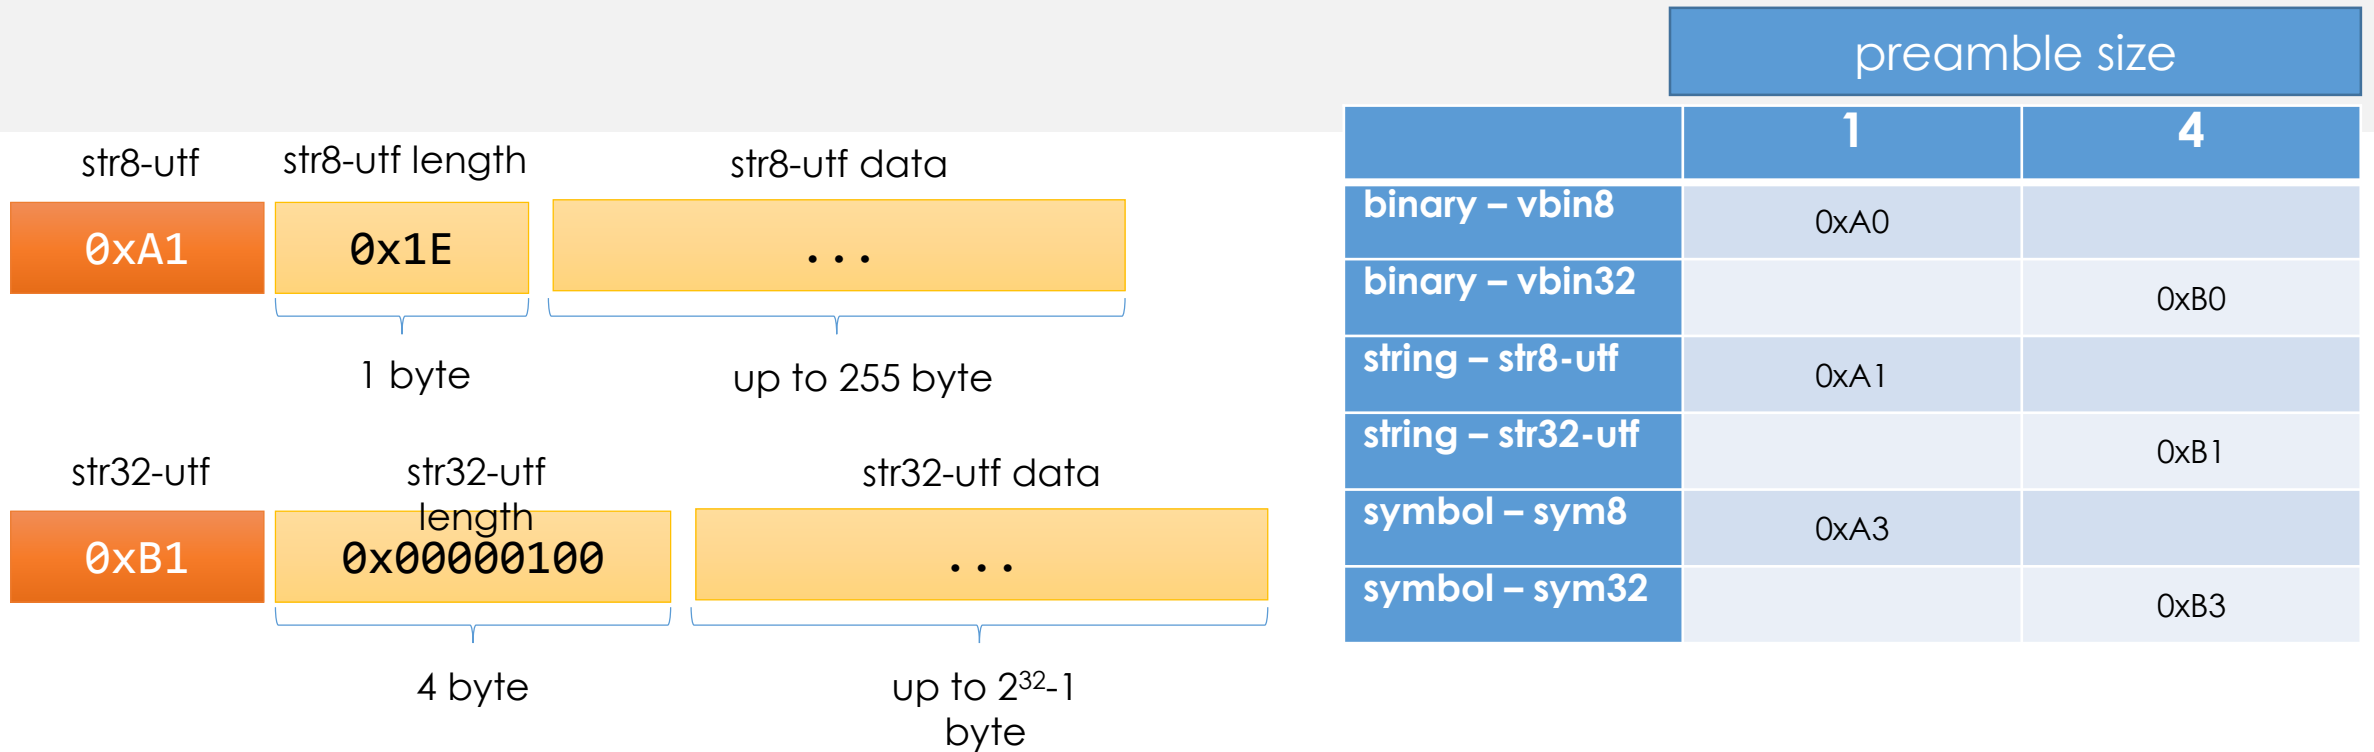 preamble size
str8-utf str8-utf length str8-utf data
0xA1 0x1E ...
1 byte up to 255 byte
str32-utf str32-utf length str32-utf data
0xB1 0x00000100 ...
4 byte up to 2³²-1 byte
1 4
binary – vbin8 0xA0
binary – vbin32 0xB0
string – str8-utf 0xA1
string – str32-utf 0xB1
symbol – sym8 0xA3
symbol – sym32 0xB3